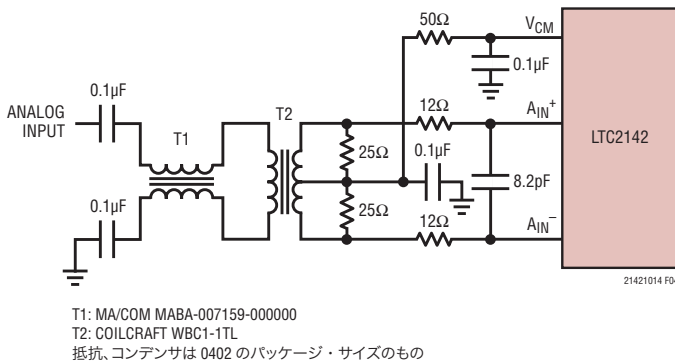 50Ω
VCM
0.1µF
0.1µF
ANALOG
INPUT
T1
T2
12Ω
AIN+
25Ω
0.1µF
LTC2142
8.2pF
0.1µF
25Ω
12Ω
AIN−
21421014 F04
T1: MA/COM MABA-007159-000000
T2: COILCRAFT WBC1-1TL
抵抗、コンデンサは 0402 のパッケージ・サイズのもの